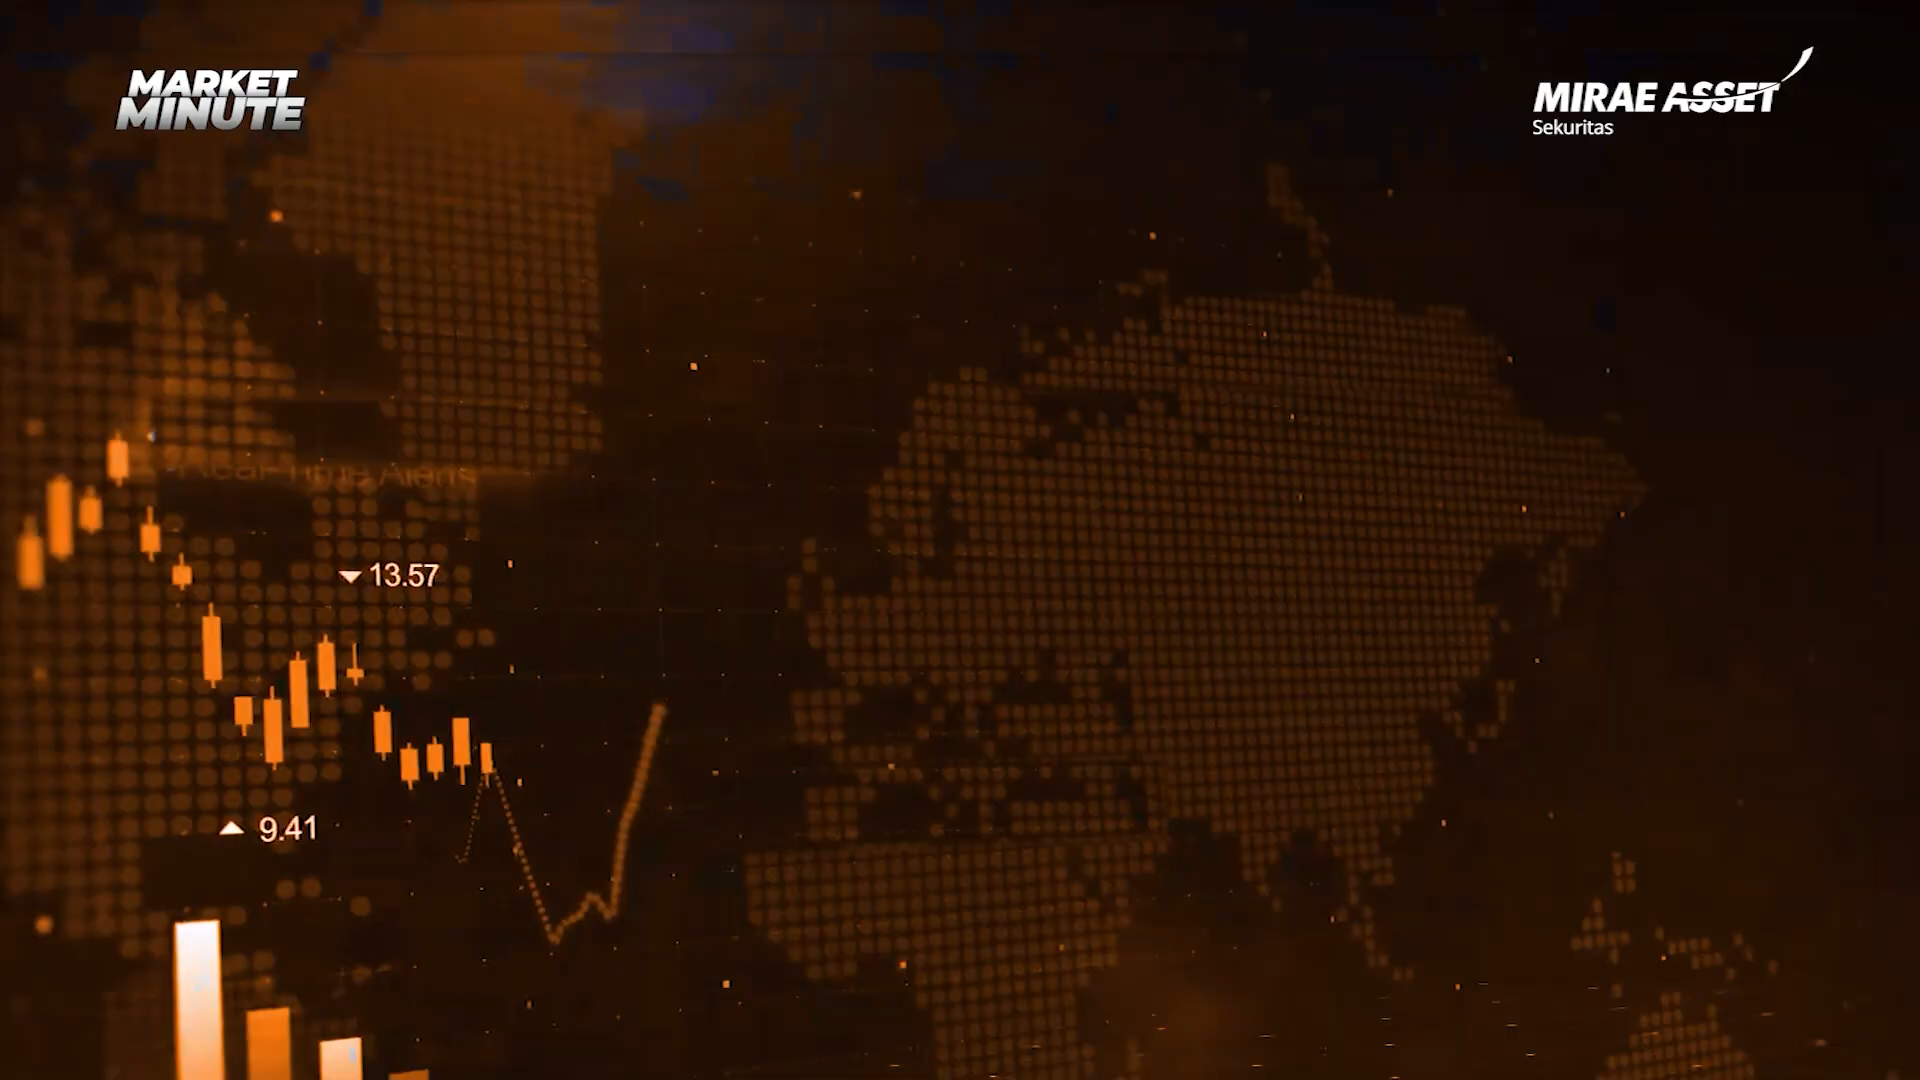 MARKET
MINUTE
MIRAE ASSET
Sekuritas
13.57
9.41